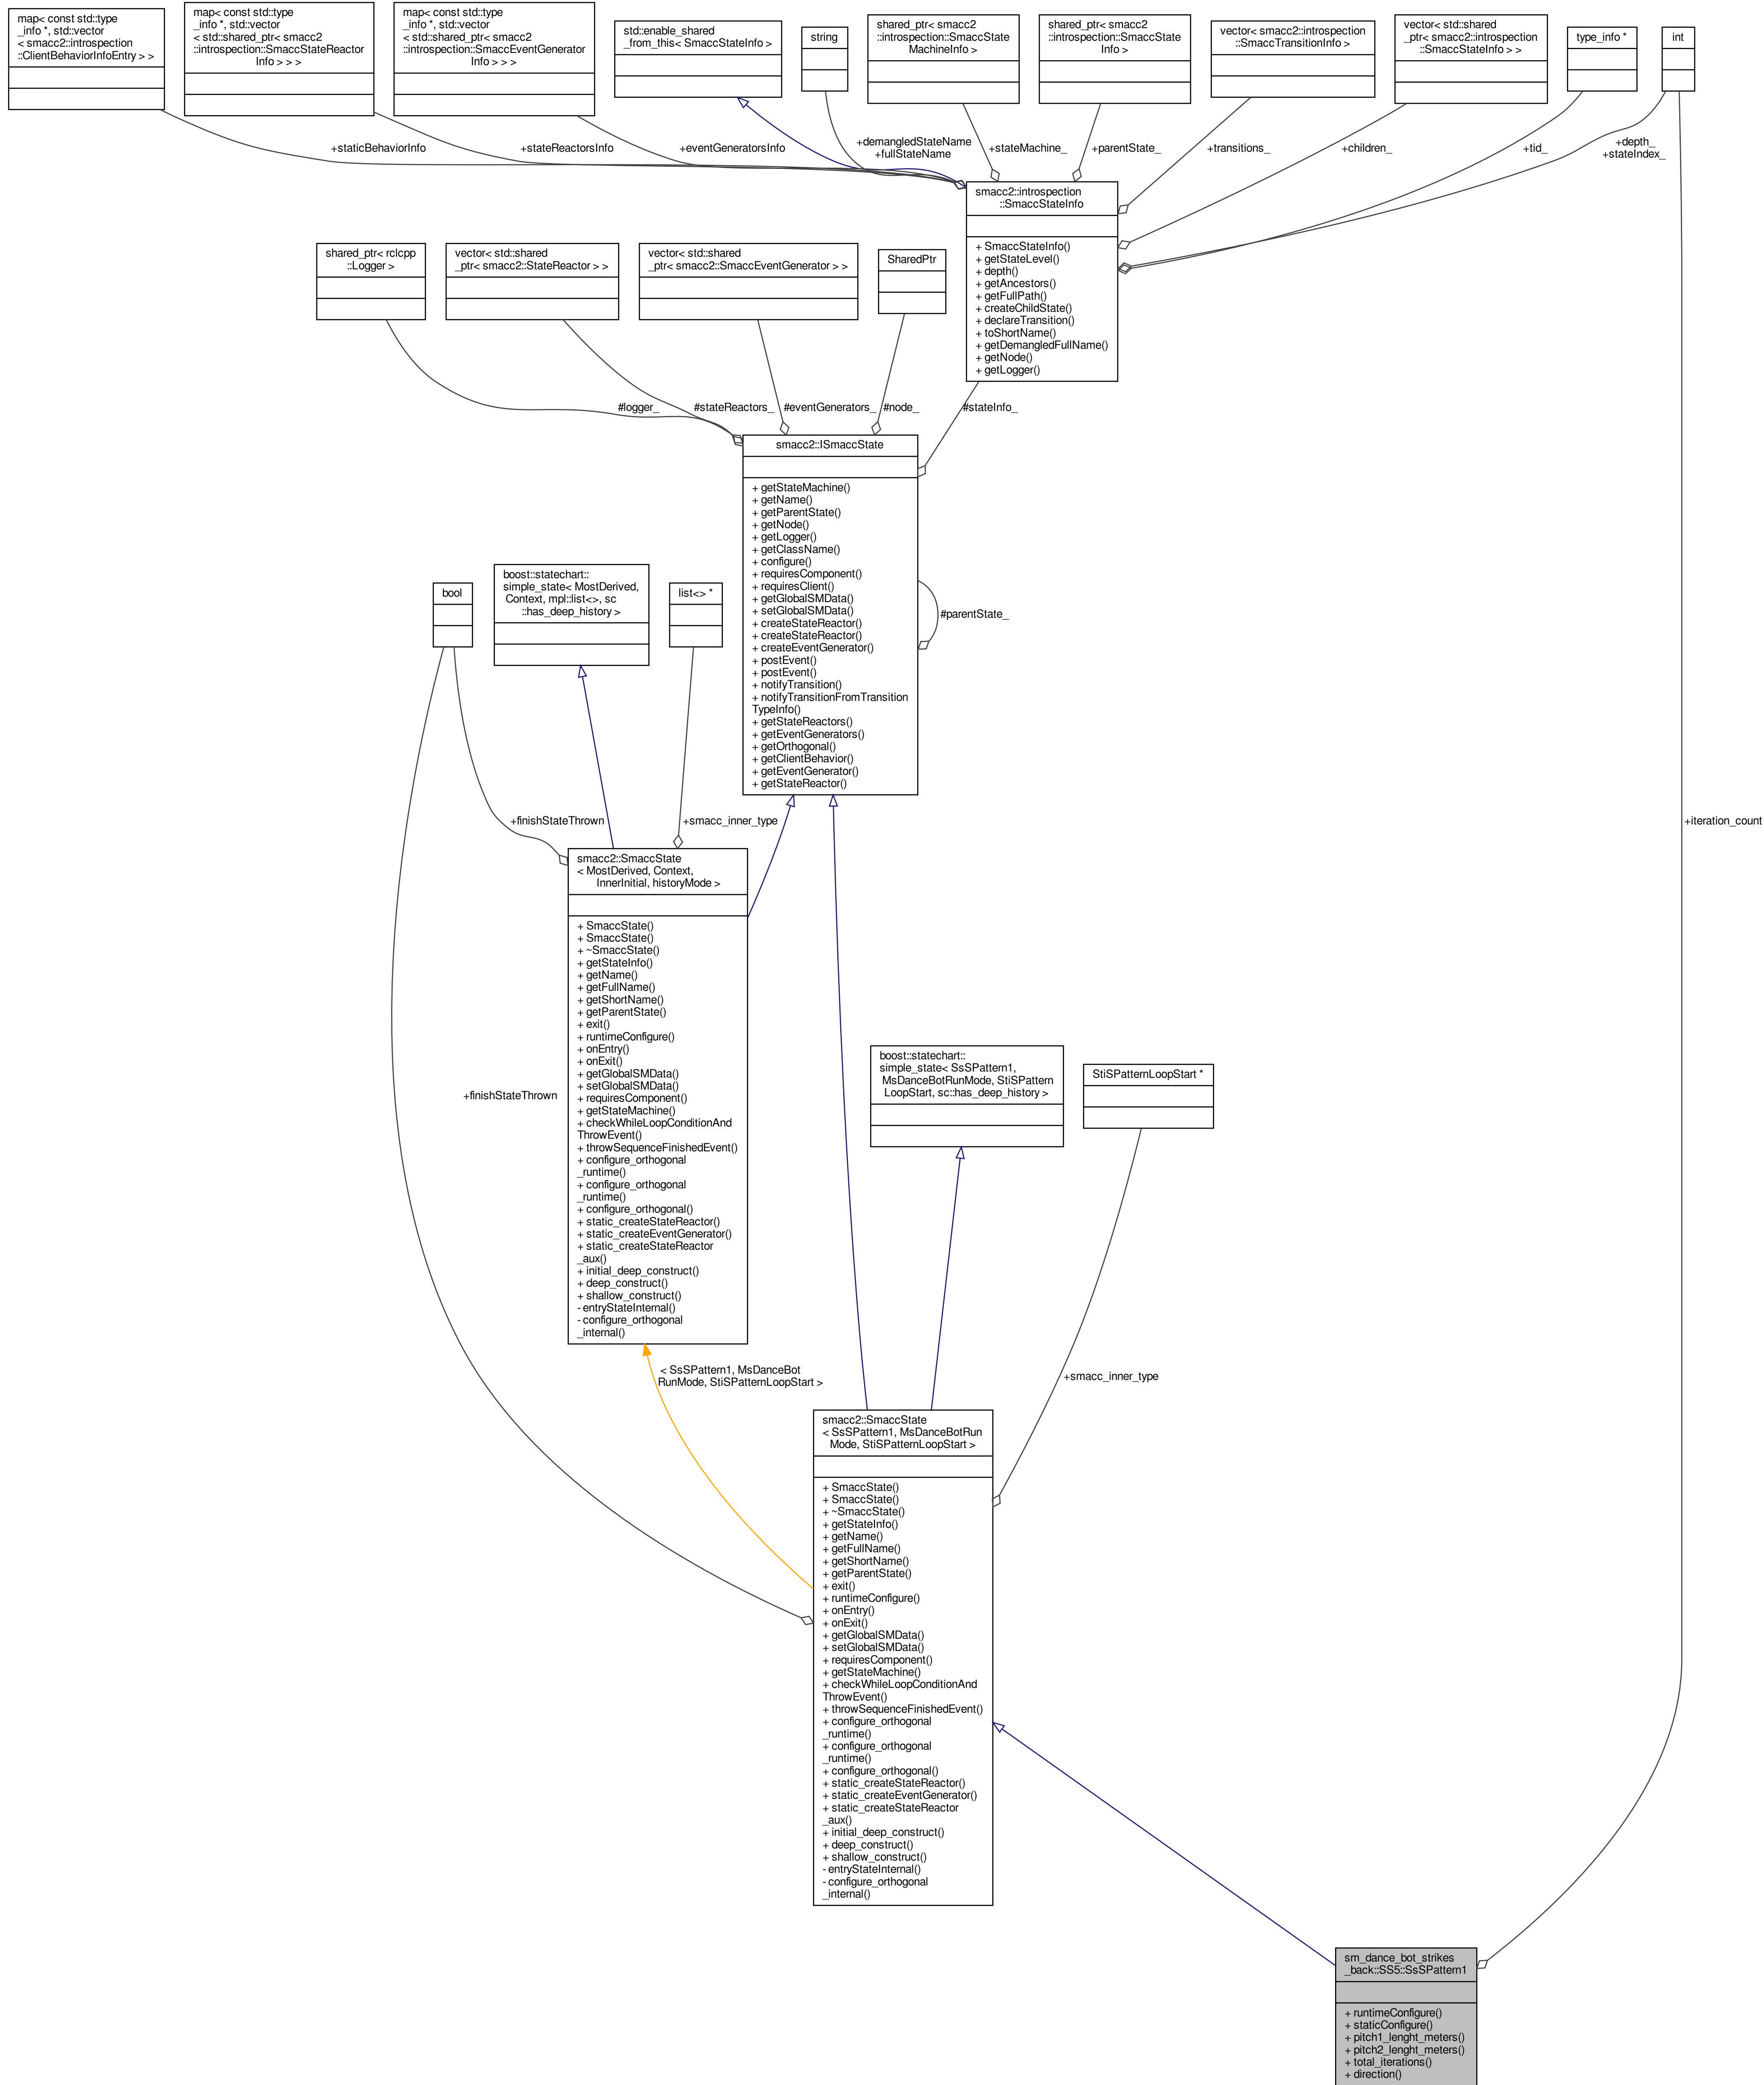 map< const std::type
_info *, std::vector
< smacc2::introspection
::ClientBehaviorInfoEntry > >
map< const std::type
_info *, std::vector
< std::shared_ptr< smacc2
::introspection::SmaccStateReactor
Info > > >
map< const std::type
_info *, std::vector
< std::shared_ptr< smacc2
::introspection::SmaccEventGenerator
Info > > >
std::enable_shared
_from_this< SmaccStateInfo >
string
shared_ptr< smacc2
::introspection::SmaccState
MachineInfo >
shared_ptr< smacc2
::introspection::SmaccState
Info >
vector< smacc2::introspection
::SmaccTransitionInfo >
vector< std::shared
_ptr< smacc2::introspection
::SmaccStateInfo > >
type_info *
int
+staticBehaviorInfo
+stateReactorsInfo
+eventGeneratorsInfo
+demangledStateName
+fullStateName
+stateMachine_
+parentState_
+transitions_
+children_
+tid_
+depth_
+stateIndex_
smacc2::introspection
::SmaccStateInfo
+ SmaccStateInfo()
+ getStateLevel()
+ depth()
+ getAncestors()
+ getFullPath()
+ createChildState()
+ declareTransition()
+ toShortName()
+ getDemangledFullName()
+ getNode()
+ getLogger()
shared_ptr< rclcpp
::Logger >
vector< std::shared
_ptr< smacc2::StateReactor > >
vector< std::shared
_ptr< smacc2::SmaccEventGenerator > >
SharedPtr
#logger_
#stateReactors_
#eventGenerators_
#node_
#stateInfo_
smacc2::ISmaccState
+ getStateMachine()
+ getName()
+ getParentState()
+ getNode()
+ getLogger()
+ getClassName()
+ configure()
+ requiresComponent()
+ requiresClient()
+ getGlobalSMData()
+ setGlobalSMData()
+ createStateReactor()
+ createStateReactor()
+ createEventGenerator()
+ postEvent()
+ postEvent()
+ notifyTransition()
+ notifyTransitionFromTransition
TypeInfo()
+ getStateReactors()
+ getEventGenerators()
+ getOrthogonal()
+ getClientBehavior()
+ getEventGenerator()
+ getStateReactor()
#parentState_
bool
boost::statechart::
simple_state< MostDerived,
Context, mpl::list<>, sc
::has_deep_history >
list<> *
+finishStateThrown
+smacc_inner_type
+iteration_count
smacc2::SmaccState
< MostDerived, Context,
InnerInitial, historyMode >
+ SmaccState()
+ SmaccState()
+ ~SmaccState()
+ getStateInfo()
+ getName()
+ getFullName()
+ getShortName()
+ getParentState()
+ exit()
+ runtimeConfigure()
+ onEntry()
+ onExit()
+ getGlobalSMData()
+ setGlobalSMData()
+ requiresComponent()
+ getStateMachine()
+ checkWhileLoopConditionAnd
ThrowEvent()
+ throwSequenceFinishedEvent()
+ configure_orthogonal
_runtime()
+ configure_orthogonal
_runtime()
+ configure_orthogonal()
+ static_createStateReactor()
+ static_createEventGenerator()
+ static_createStateReactor
_aux()
+ initial_deep_construct()
+ deep_construct()
+ shallow_construct()
- entryStateInternal()
- configure_orthogonal
_internal()
+finishStateThrown
boost::statechart::
simple_state< SsSPattern1,
MsDanceBotRunMode, StiSPattern
LoopStart, sc::has_deep_history >
StiSPatternLoopStart *
< SsSPattern1, MsDanceBot
RunMode, StiSPatternLoopStart >
+smacc_inner_type
smacc2::SmaccState
< SsSPattern1, MsDanceBotRun
Mode, StiSPatternLoopStart >
+ SmaccState()
+ SmaccState()
+ ~SmaccState()
+ getStateInfo()
+ getName()
+ getFullName()
+ getShortName()
+ getParentState()
+ exit()
+ runtimeConfigure()
+ onEntry()
+ onExit()
+ getGlobalSMData()
+ setGlobalSMData()
+ requiresComponent()
+ getStateMachine()
+ checkWhileLoopConditionAnd
ThrowEvent()
+ throwSequenceFinishedEvent()
+ configure_orthogonal
_runtime()
+ configure_orthogonal
_runtime()
+ configure_orthogonal()
+ static_createStateReactor()
+ static_createEventGenerator()
+ static_createStateReactor
_aux()
+ initial_deep_construct()
+ deep_construct()
+ shallow_construct()
- entryStateInternal()
- configure_orthogonal
_internal()
sm_dance_bot_strikes
_back::SS5::SsSPattern1
+ runtimeConfigure()
+ staticConfigure()
+ pitch1_lenght_meters()
+ pitch2_lenght_meters()
+ total_iterations()
+ direction()